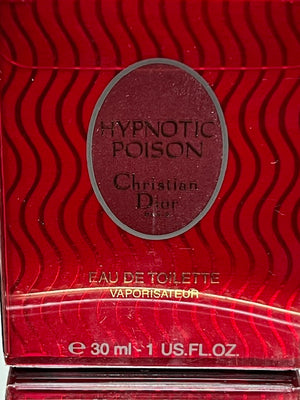 HYPNOTIC
POISON
Christian
Dior
EAU DE TOILETTE
VAPORISATEUR
℮ 30 ml - 1 US.FL.OZ.